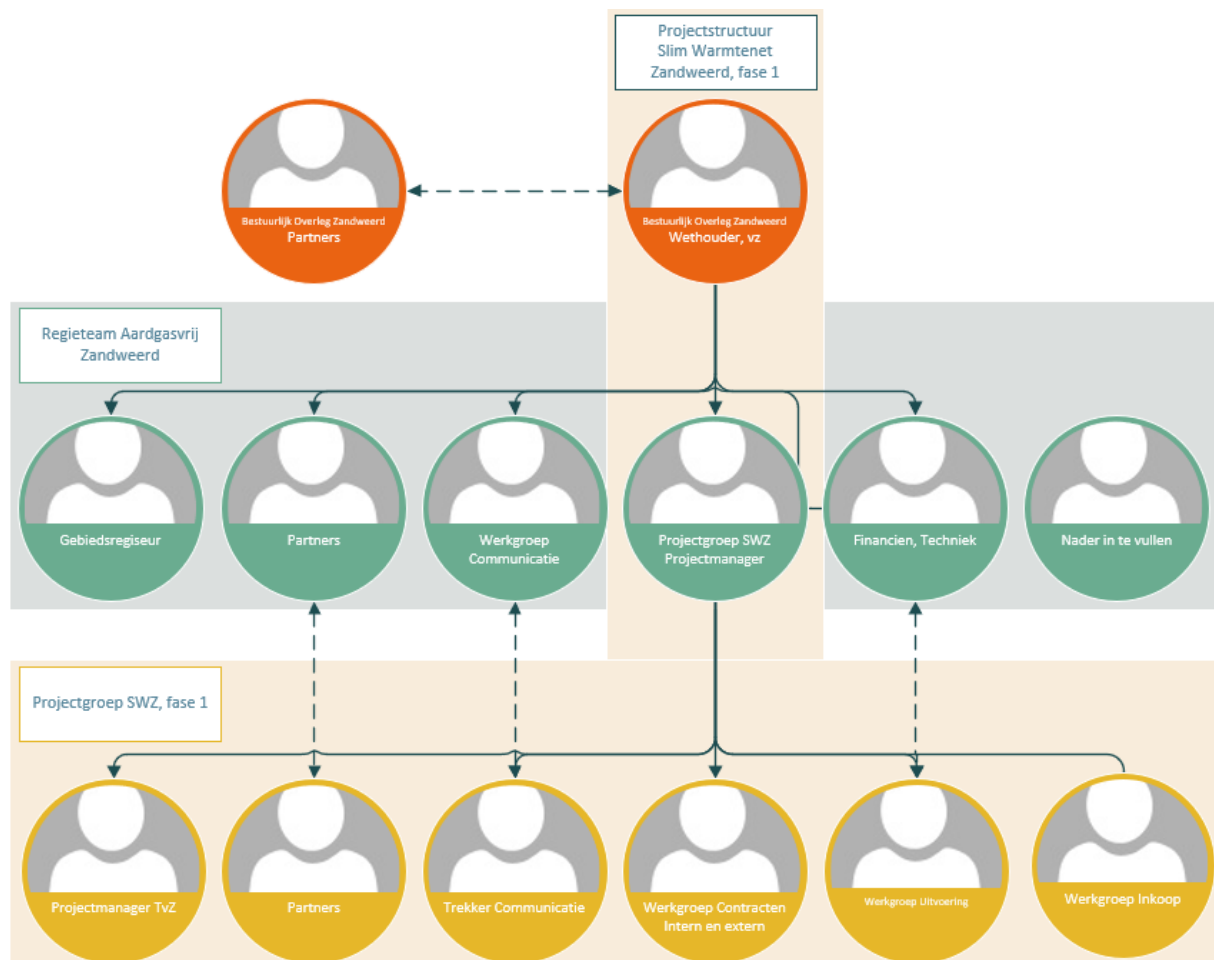 Projectstructuur
Slim Warmtenet
Zandweerd, fase 1
Bestuurlijk Overleg Zandweerd
Partners
Bestuurlijk Overleg Zandweerd
Wethouder, vz
Regieteam Aardgasvrij
Zandweerd
Gebiedsregiseur
Partners
Werkgroep
Communicatie
Projectgroep SWZ
Projectmanager
Financien, Techniek
Nader in te vullen
Projectgroep SWZ, fase 1
Projectmanager TvZ
Partners
Trekker Communicatie
Werkgroep Contracten
Intern en extern
Werkgroep Uitvoering
Werkgroep Inkoop